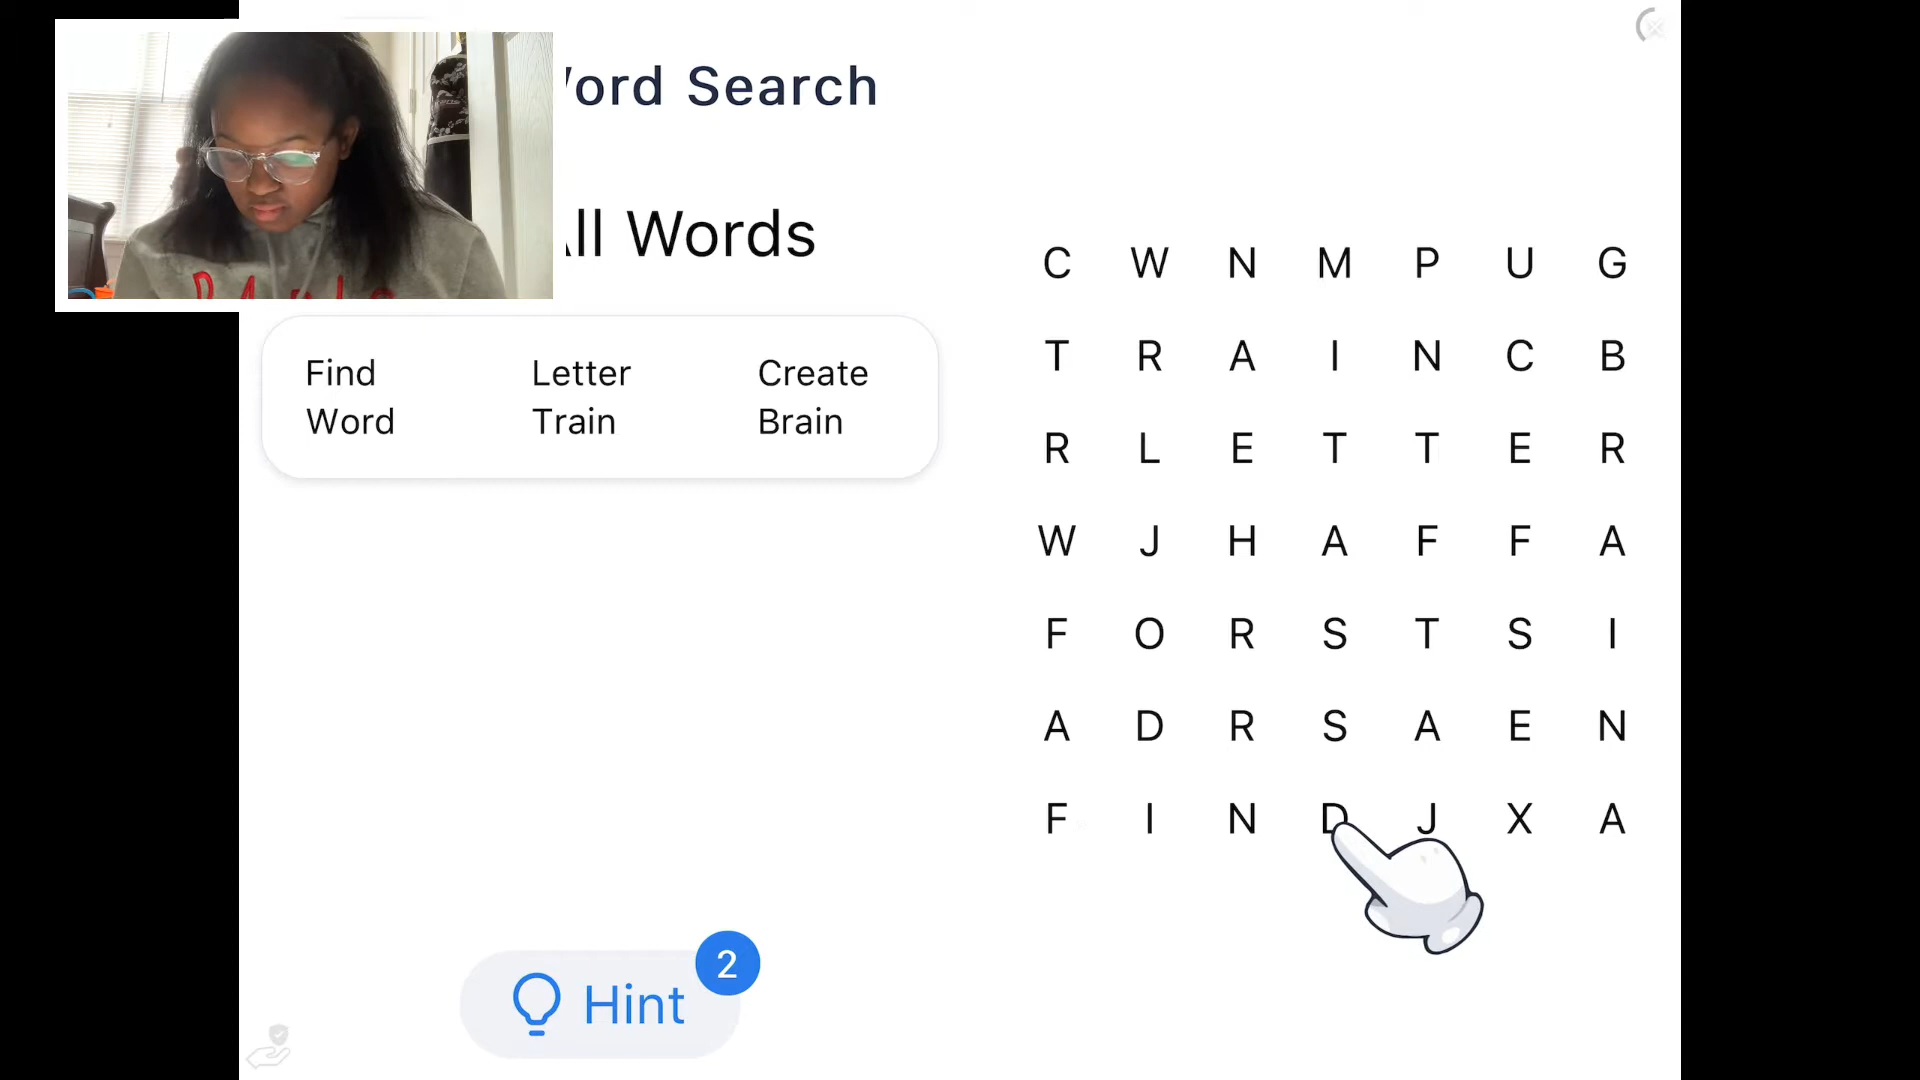 ord Search
ll Words
Find Letter Create
Word Train Brain
C W N M P U G
T R A I N C B
R L E T T E R
W J H A F F A
F O R S T S I
A D R S A E N
F I N D J X A
2
Hint